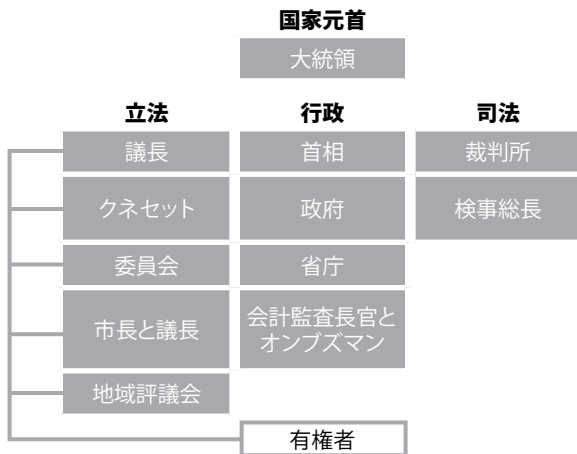 国家元首
大統領
立法
行政
司法
議長
首相
裁判所
クネセット
政府
検事総長
委員会
省庁
市長と議長
会計監査長官と
オンブズマン
地域評議会
有権者